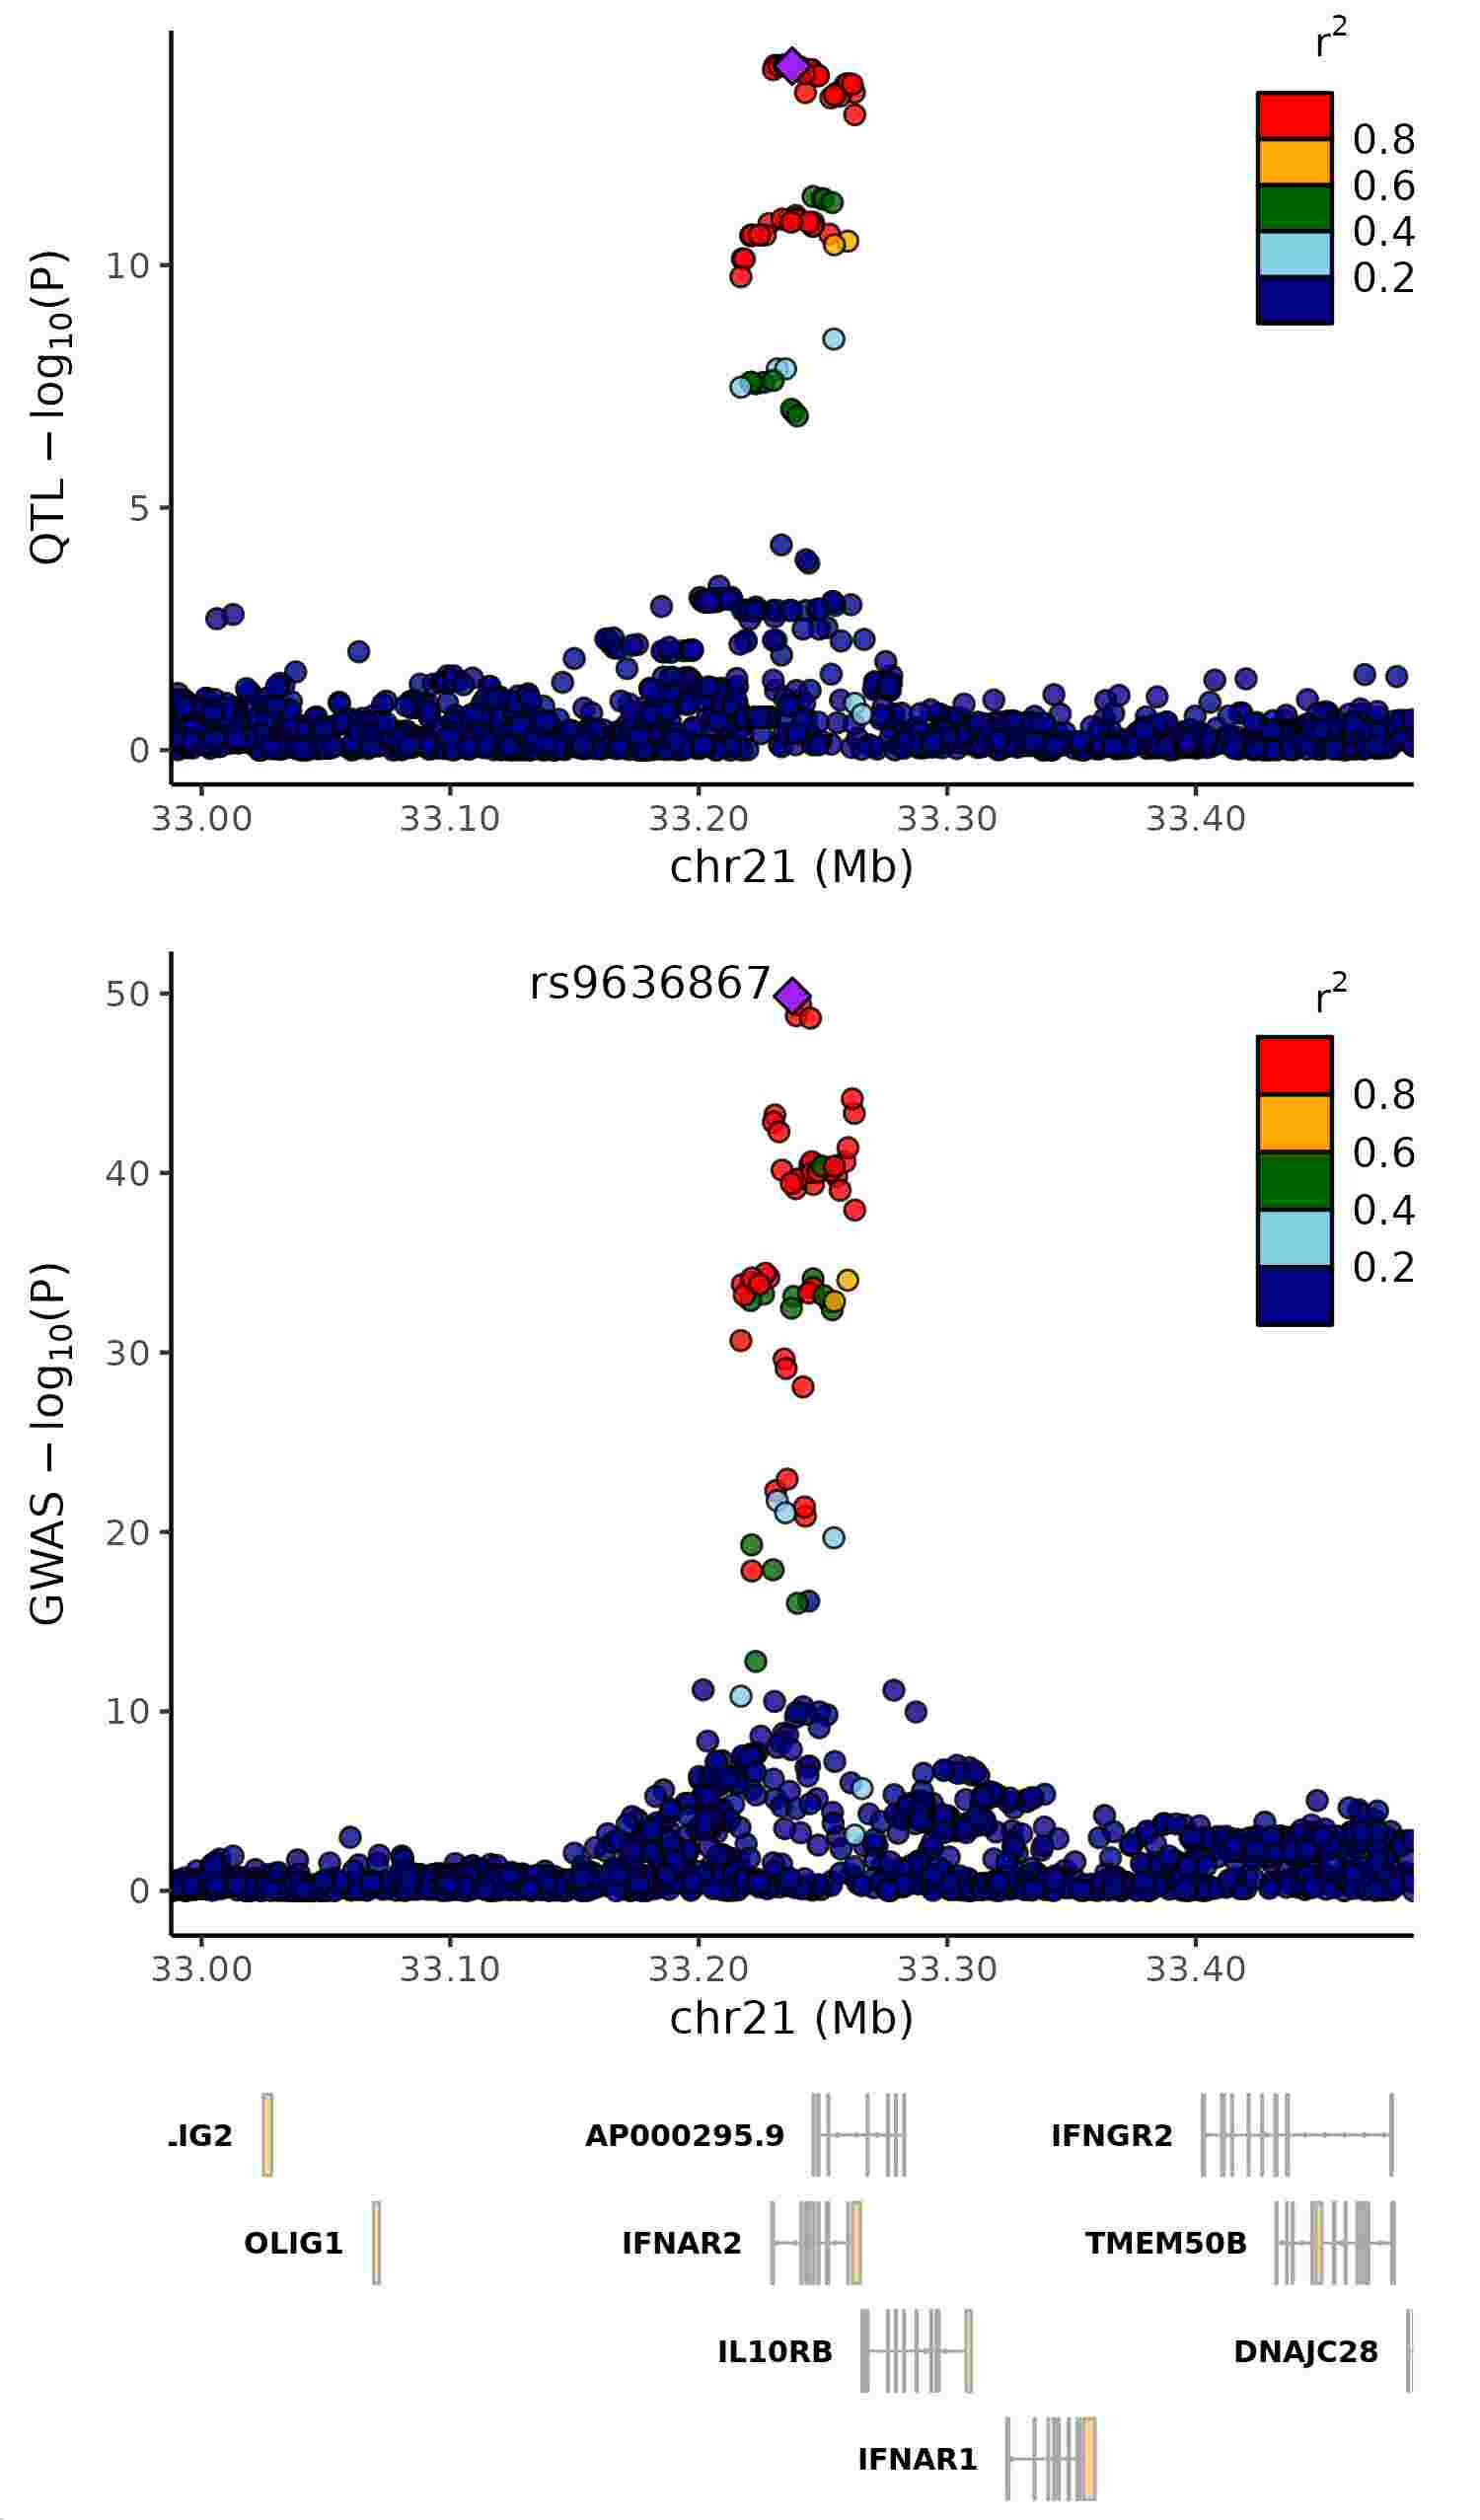 r2
0.8
0.6
0.4
0.2
QTL −log10(P)
10
5
0
33.00 33.10 33.20 33.30 33.40
chr21 (Mb)
rs9636867
r2
0.8
0.6
0.4
0.2
GWAS −log10(P)
50
40
30
20
10
0
33.00 33.10 33.20 33.30 33.40
chr21 (Mb)
.IG2 AP000295.9 IFNGR2
OLIG1 IFNAR2 TMEM50B
IL10RB DNAJC28
IFNAR1